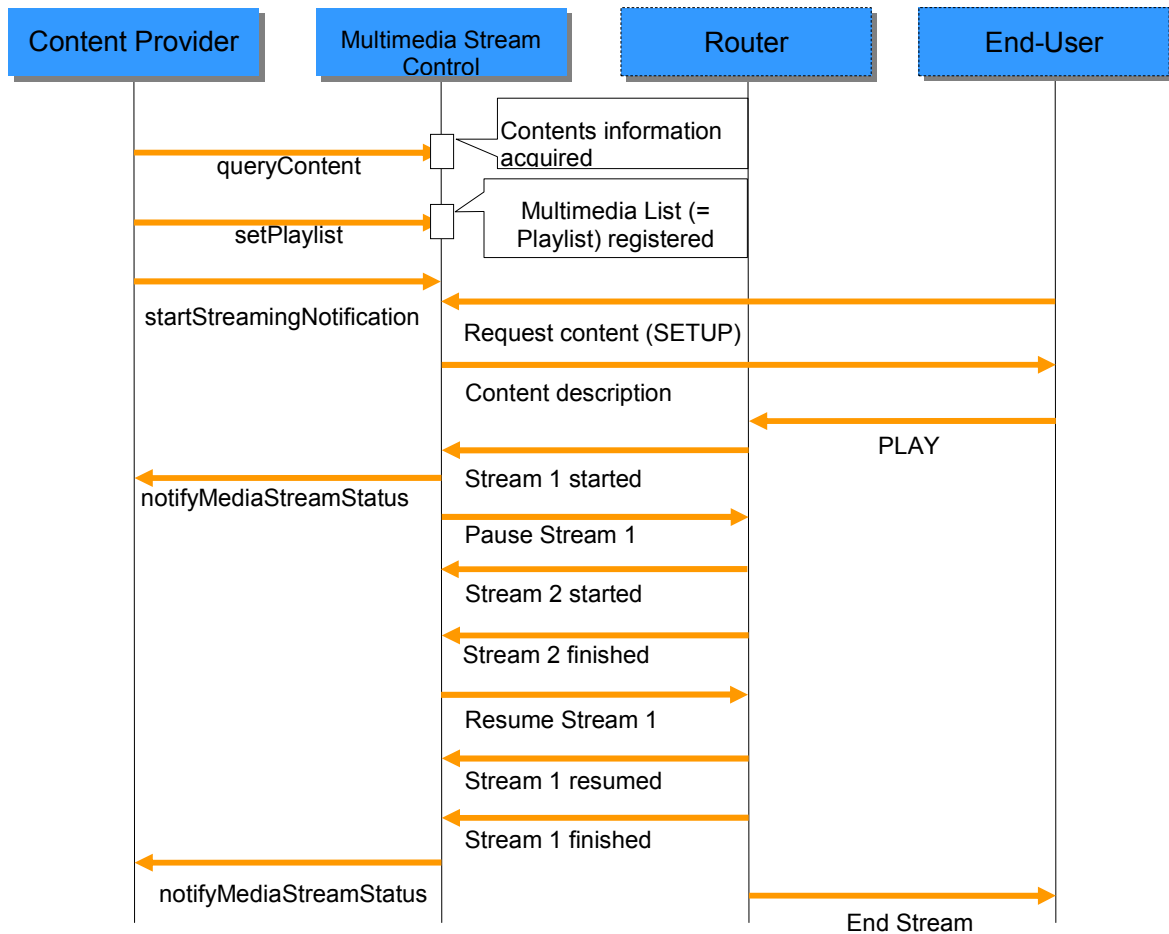 Content Provider
Multimedia Stream
Control
Router
End-User
Contents information
acquired
queryContent
Multimedia List (=
Playlist) registered
setPlaylist
startStreamingNotification
Request content (SETUP)
Content description
PLAY
Stream 1 started
notifyMediaStreamStatus
Pause Stream 1
Stream 2 started
Stream 2 finished
Resume Stream 1
Stream 1 resumed
Stream 1 finished
notifyMediaStreamStatus
End Stream